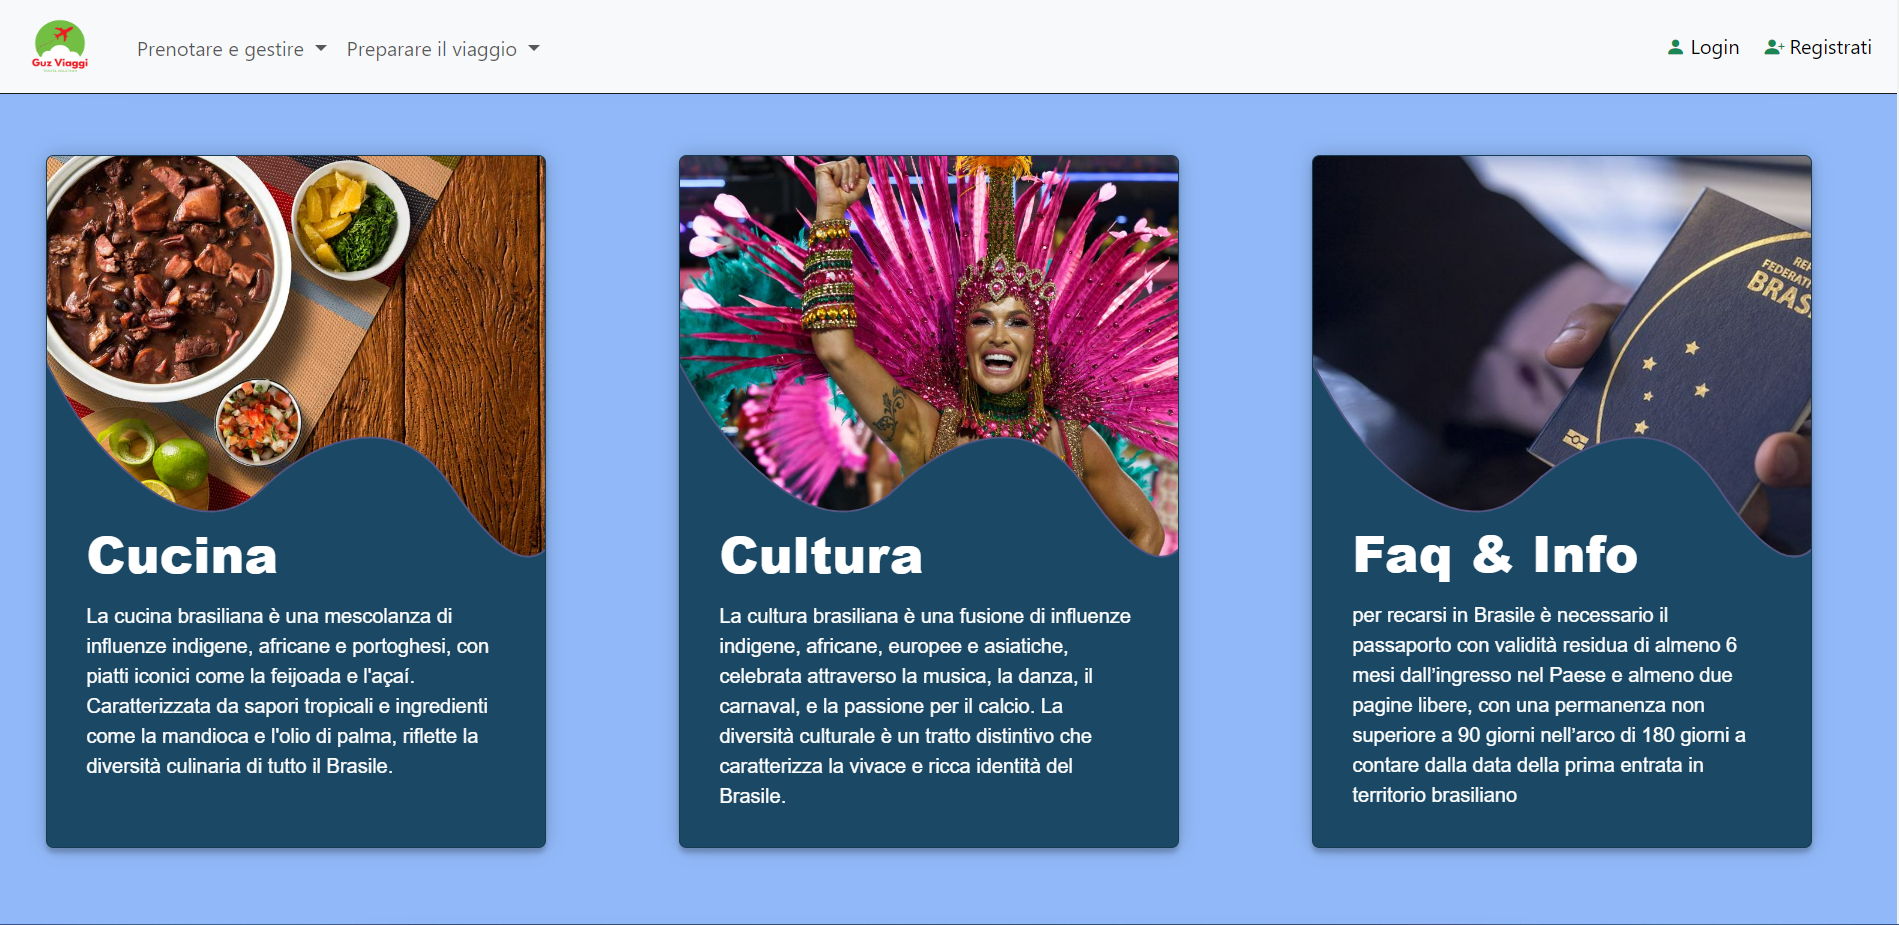 Guz Viaggi
Prenotare e gestire
Preparare il viaggio
Login
Registrati
REP
FEDERATI
BRAS
Cucina
La cucina brasiliana è una mescolanza di
influenze indigene, africane e portoghesi, con
piatti iconici come la feijoada e l'açaí.
Caratterizzata da sapori tropicali e ingredienti
come la mandioca e l'olio di palma, riflette la
diversità culinaria di tutto il Brasile.
Cultura
La cultura brasiliana è una fusione di influenze
indigene, africane, europee e asiatiche,
celebrata attraverso la musica, la danza, il
carnaval, e la passione per il calcio. La
diversità culturale è un tratto distintivo che
caratterizza la vivace e ricca identità del
Brasile.
Faq & Info
per recarsi in Brasile è necessario il
passaporto con validità residua di almeno 6
mesi dall’ingresso nel Paese e almeno due
pagine libere, con una permanenza non
superiore a 90 giorni nell’arco di 180 giorni a
contare dalla data della prima entrata in
territorio brasiliano